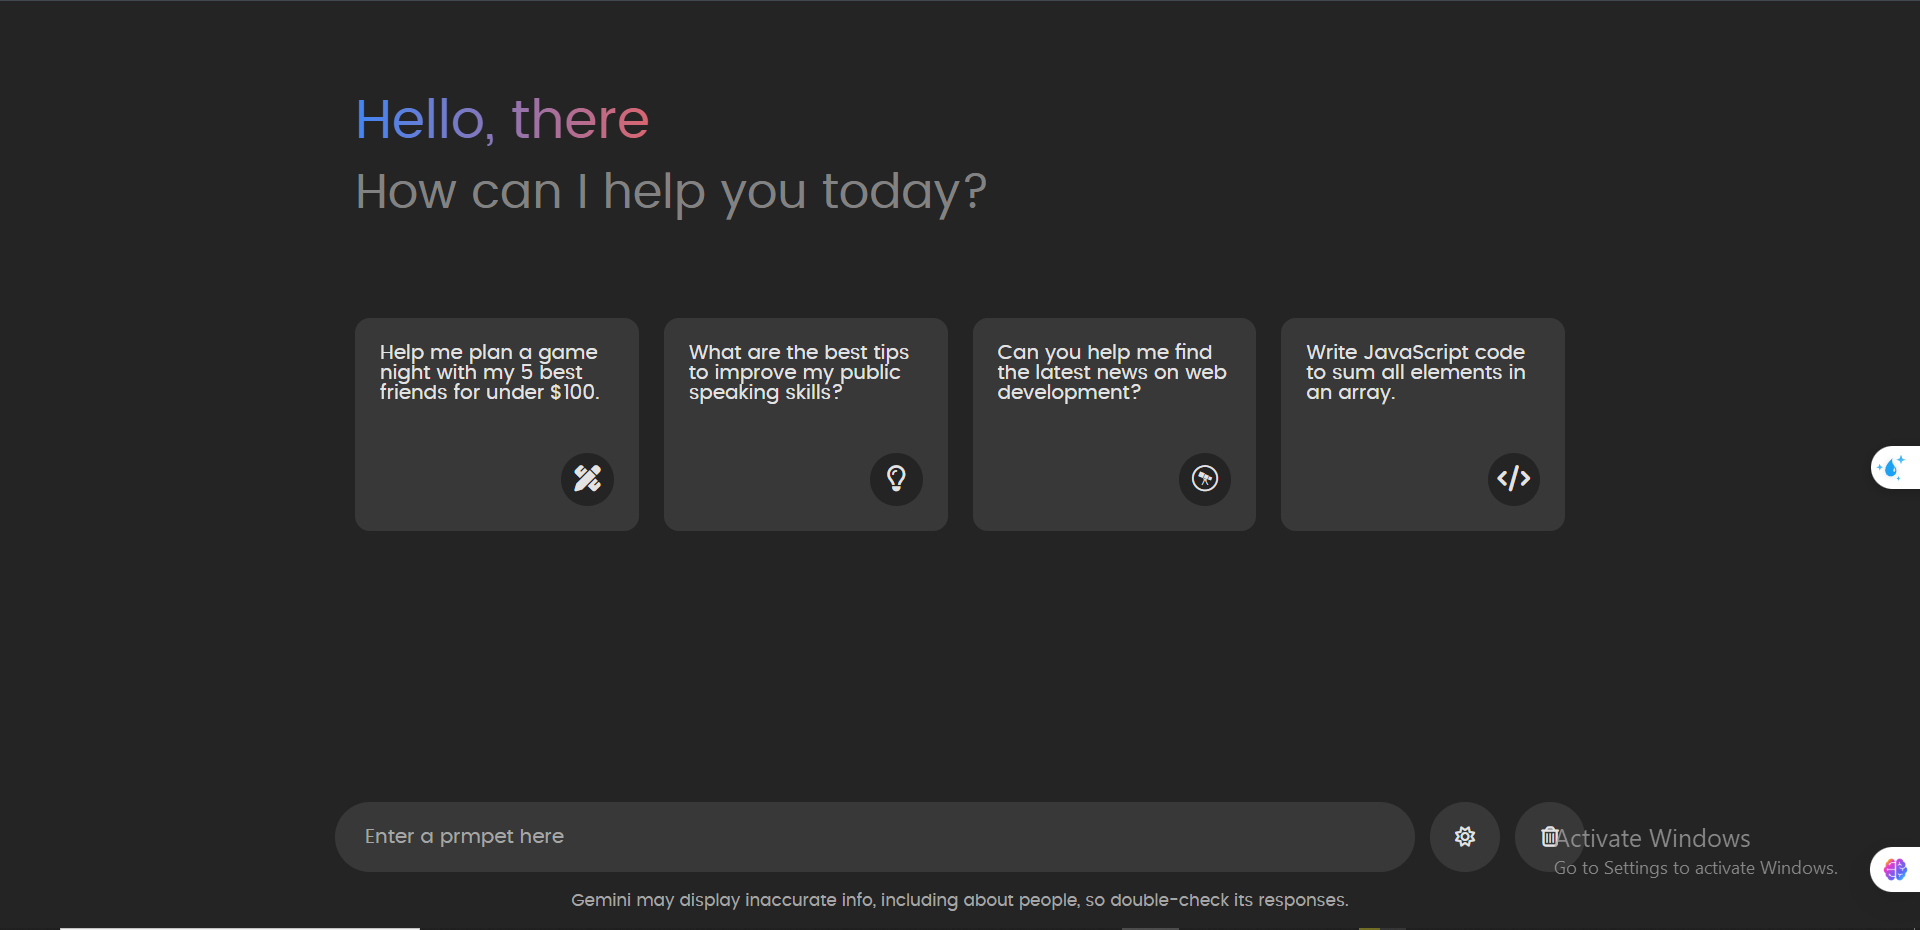 Hello, there
How can I help you today?
Help me plan a game
night with my 5 best
friends for under $100.
What are the best tips
to improve my public
speaking skills?
Can you help me find
the latest news on web
development?
Write JavaScript code
to sum all elements in
an array.
Enter a prmpet here
Activate Windows
Go to Settings to activate Windows.
Gemini may display inaccurate info, including about people, so double-check its responses.